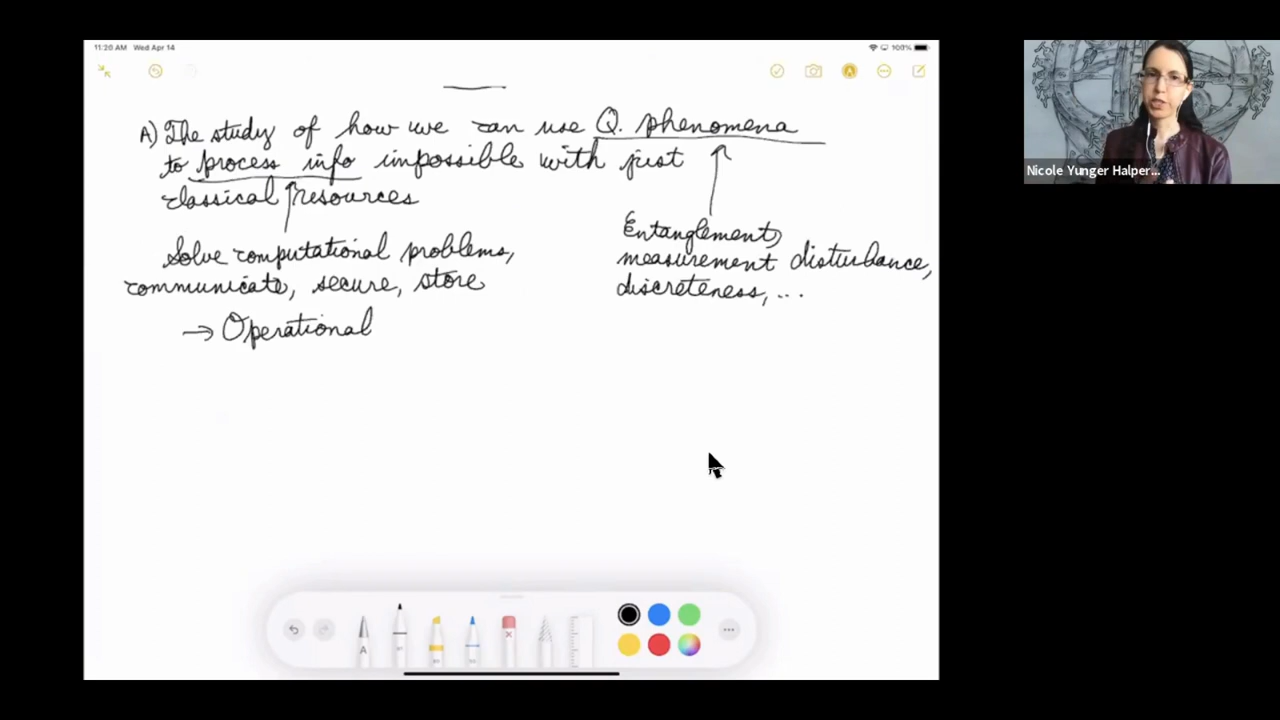 11:20 AM Wed Apr 14
100%
A) The study of how we can use Q. phenomena
to process info impossible with just
classical resources
Solve computational problems,
communicate, secure, store
→ Operational
Entanglement,
measurement disturbance,
discreteness, ...
Nicole Yunger Halper...
A